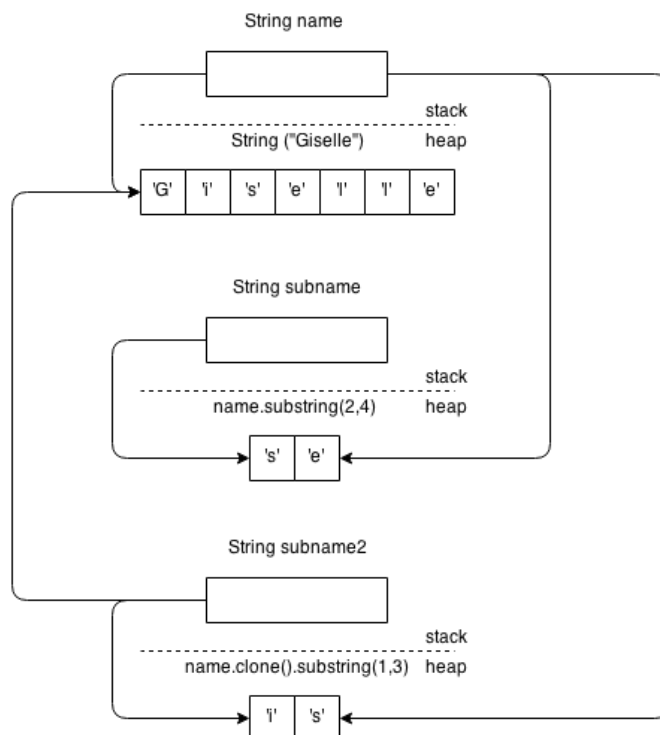 String name
stack
String ("Giselle")
heap
'G' 'i' 's' 'e' 'l' 'l' 'e'
String subname
stack
name.substring(2,4)
heap
's' 'e'
String subname2
stack
name.clone().substring(1,3)
heap
'i' 's'